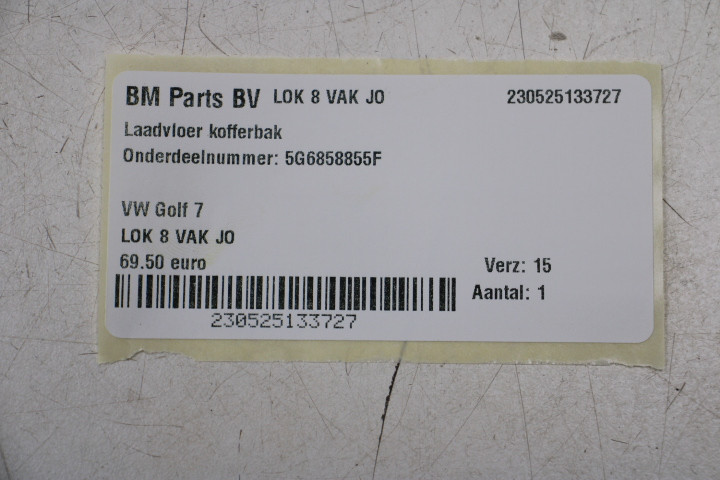 BM Parts BV LOK 8 VAK JO 230525133727
Laadvloer kofferbak
Onderdeelnummer: 5G6858855F
VW Golf 7
LOK 8 VAK JO
69.50 euro Verz: 15
Aantal: 1
230525133727